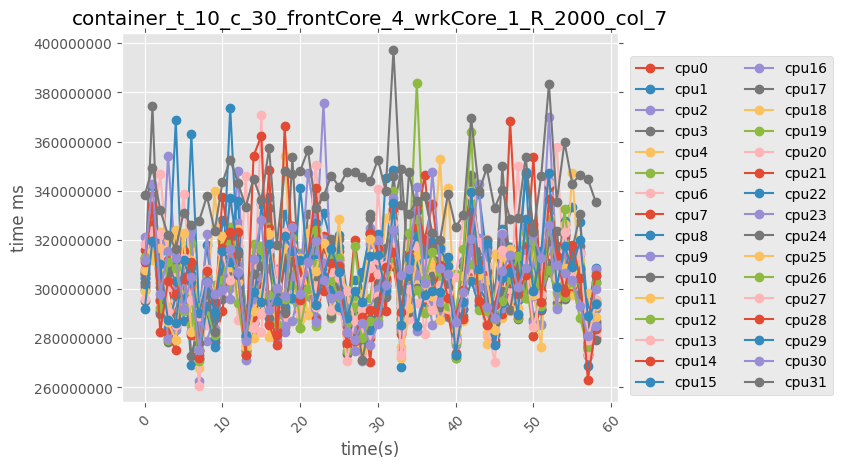 container_t_10_c_30_frontCore_4_wrkCore_1_R_2000_col_7
400000000
380000000
360000000
340000000
320000000
300000000
280000000
260000000
time ms
0
10
20
30
40
50
60
time(s)
cpu0
cpu1
cpu2
cpu3
cpu4
cpu5
cpu6
cpu7
cpu8
cpu9
cpu10
cpu11
cpu12
cpu13
cpu14
cpu15
cpu16
cpu17
cpu18
cpu19
cpu20
cpu21
cpu22
cpu23
cpu24
cpu25
cpu26
cpu27
cpu28
cpu29
cpu30
cpu31